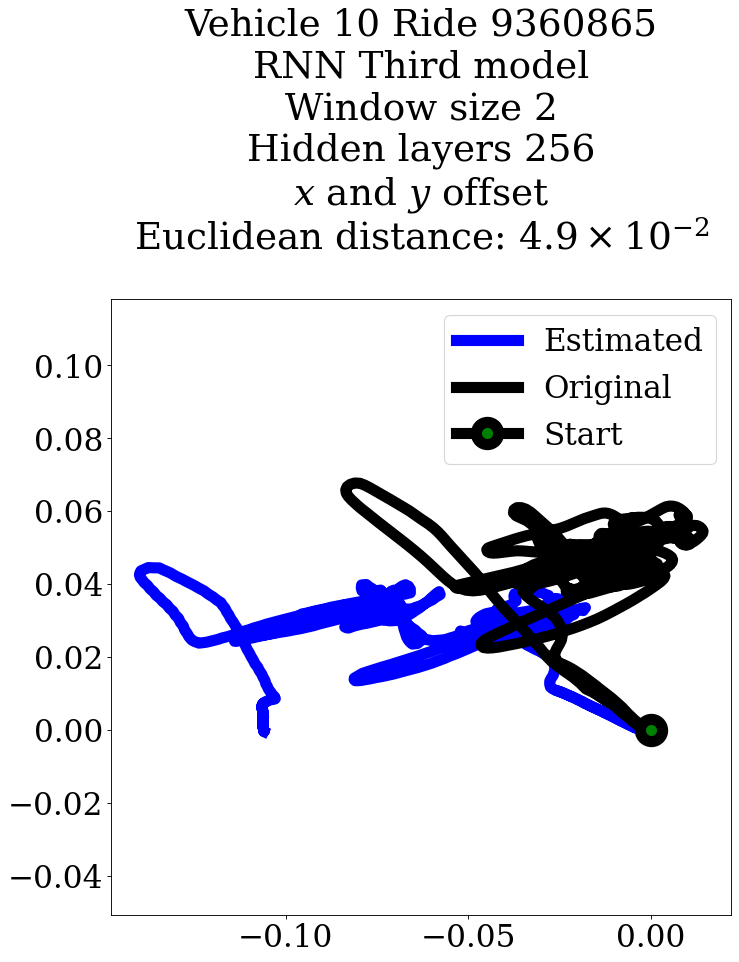 Vehicle 10 Ride 9360865
RNN Third model
Window size 2
Hidden layers 256
x and y offset
Euclidean distance: 4.9 × 10⁻²
Estimated
Original
Start
0.10
0.08
0.06
0.04
0.02
0.00
−0.02
−0.04
−0.10 −0.05 0.00